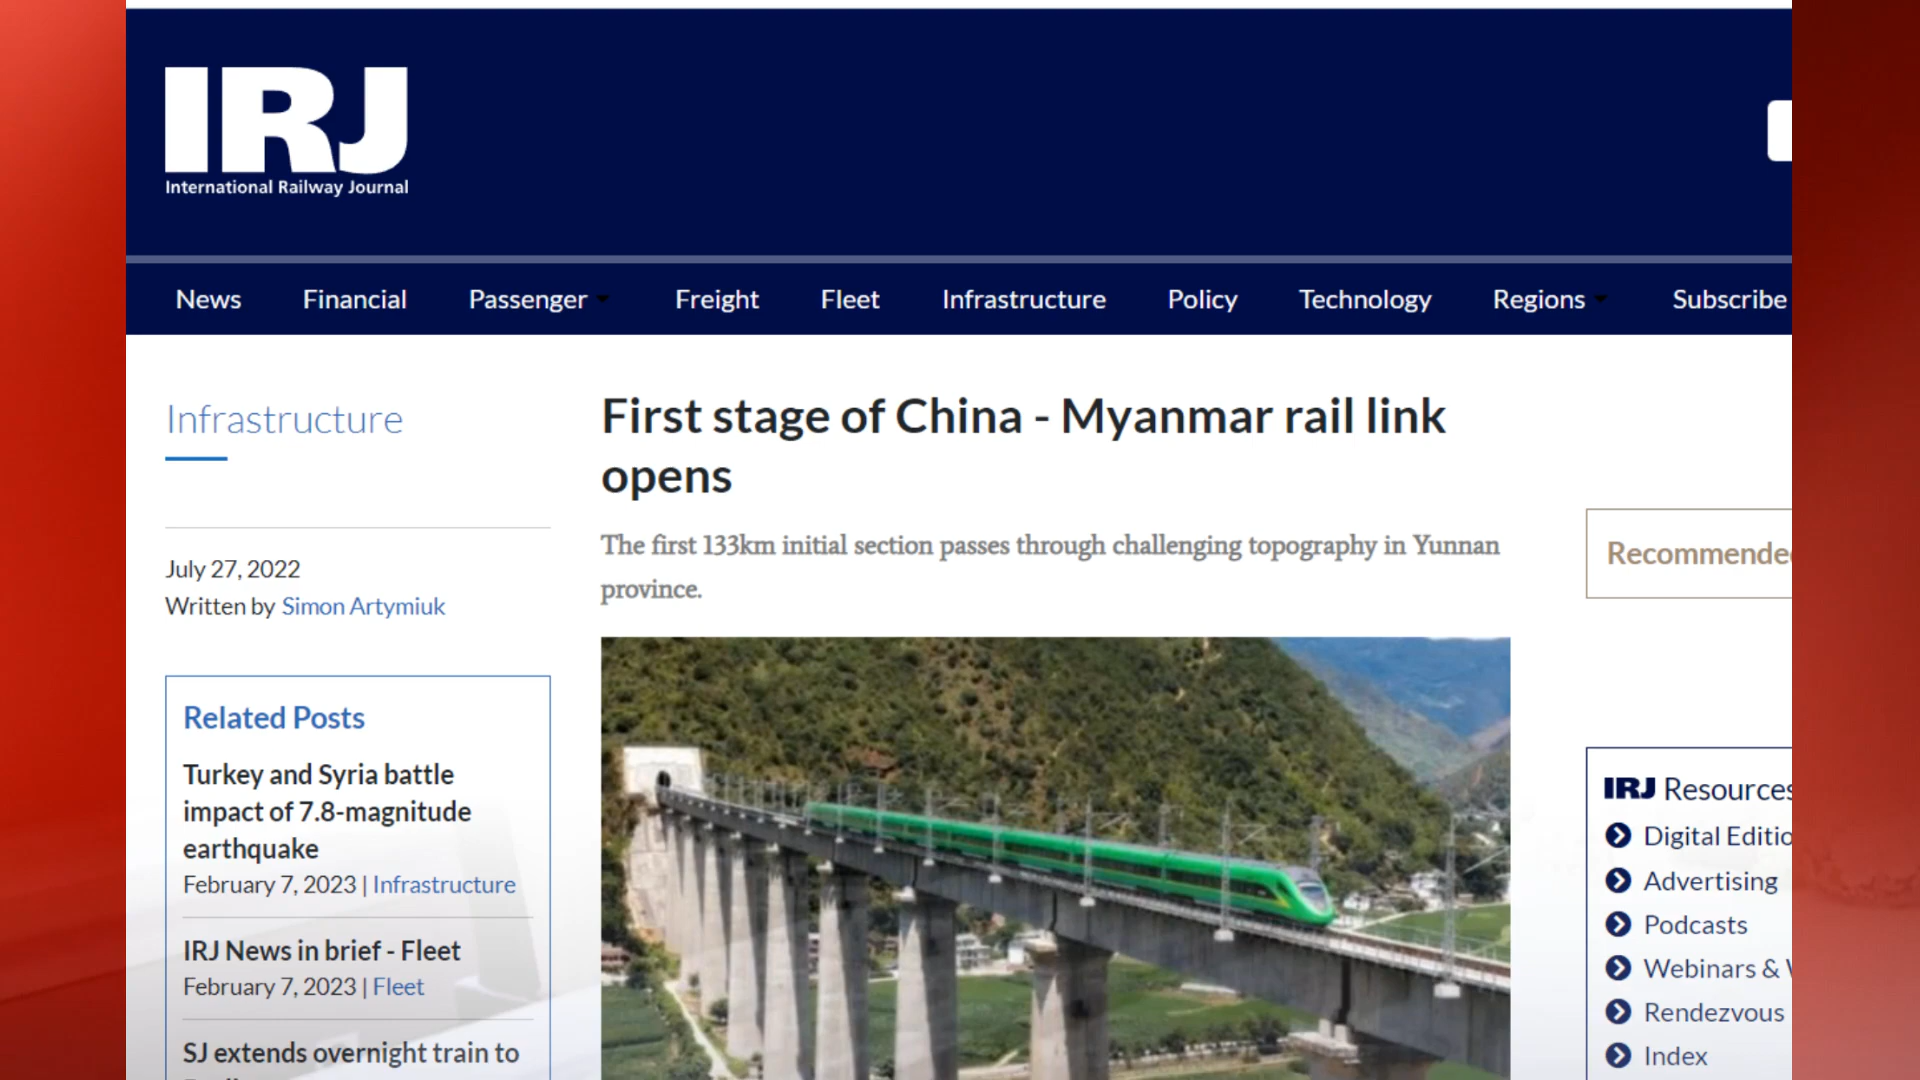 IRJ
International Railway Journal
News Financial Passenger Freight Fleet Infrastructure Policy Technology Regions Subscribe
Infrastructure
July 27, 2022
Written by Simon Artymiuk
Related Posts
Turkey and Syria battle
impact of 7.8-magnitude
earthquake
February 7, 2023 | Infrastructure
IRJ News in brief - Fleet
February 7, 2023 | Fleet
SJ extends overnight train to
First stage of China - Myanmar rail link
opens
The first 133km initial section passes through challenging topography in Yunnan
province.
Recommende
IRJ Resources
Digital Editio
Advertising
Podcasts
Webinars &
Rendezvous
Index